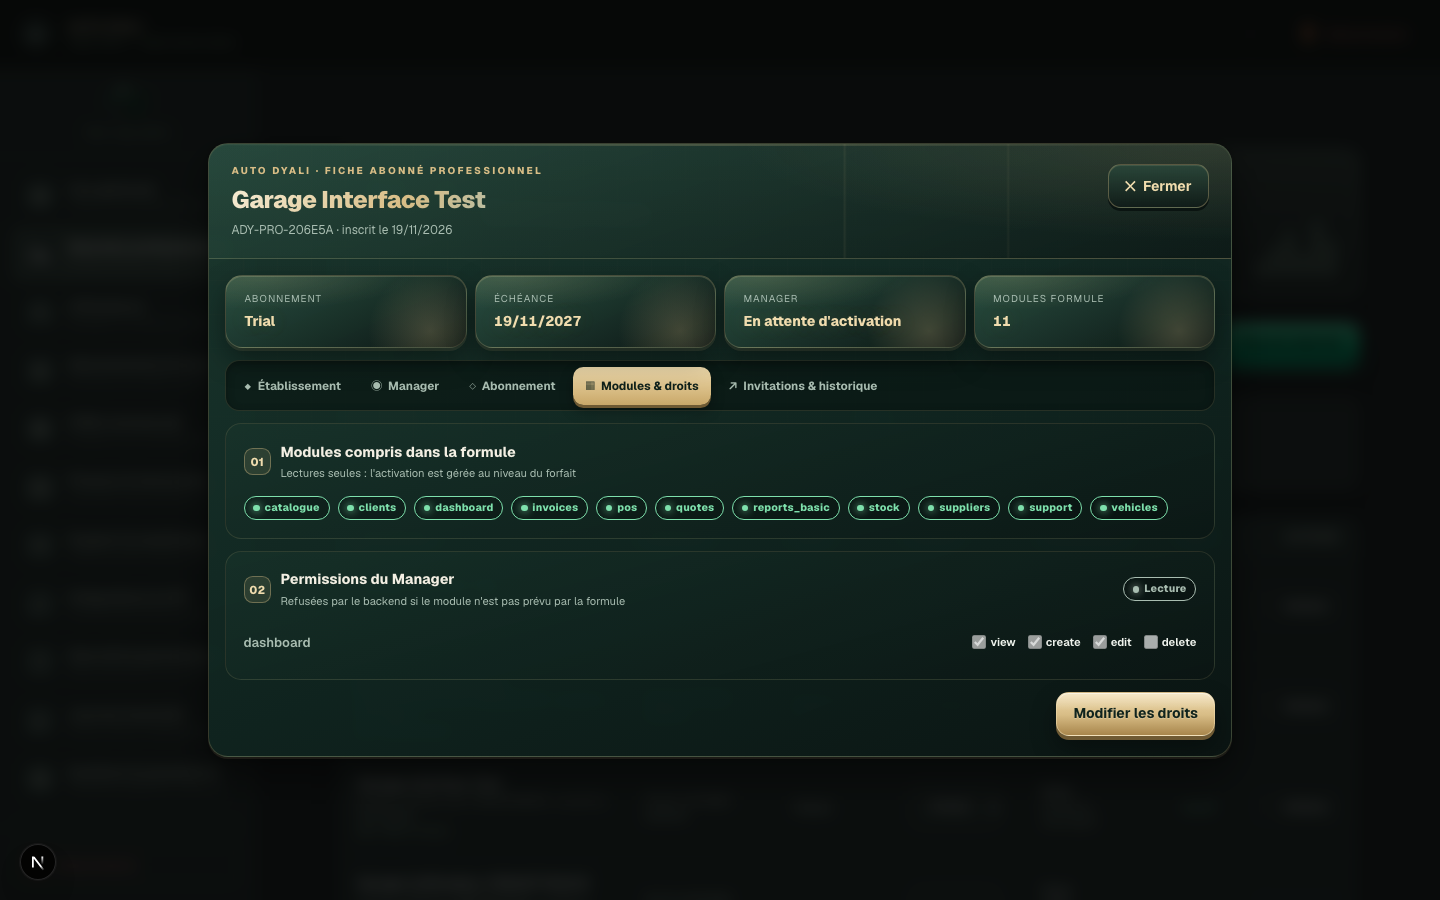 AUTO DYALI · FICHE ABONNÉ PROFESSIONNEL
Garage Interface Test
ADY-PRO-206E5A · inscrit le 19/11/2026
Fermer
ABONNEMENT
Trial
ÉCHÉANCE
19/11/2027
MANAGER
En attente d'activation
MODULES FORMULE
11
Établissement
Manager
Abonnement
Modules & droits
Invitations & historique
01
Modules compris dans la formule
Lectures seules : l'activation est gérée au niveau du forfait
catalogue
clients
dashboard
invoices
pos
quotes
reports_basic
stock
suppliers
support
vehicles
02
Permissions du Manager
Refusées par le backend si le module n'est pas prévu par la formule
Lecture
dashboard
view
create
edit
delete
Modifier les droits
N